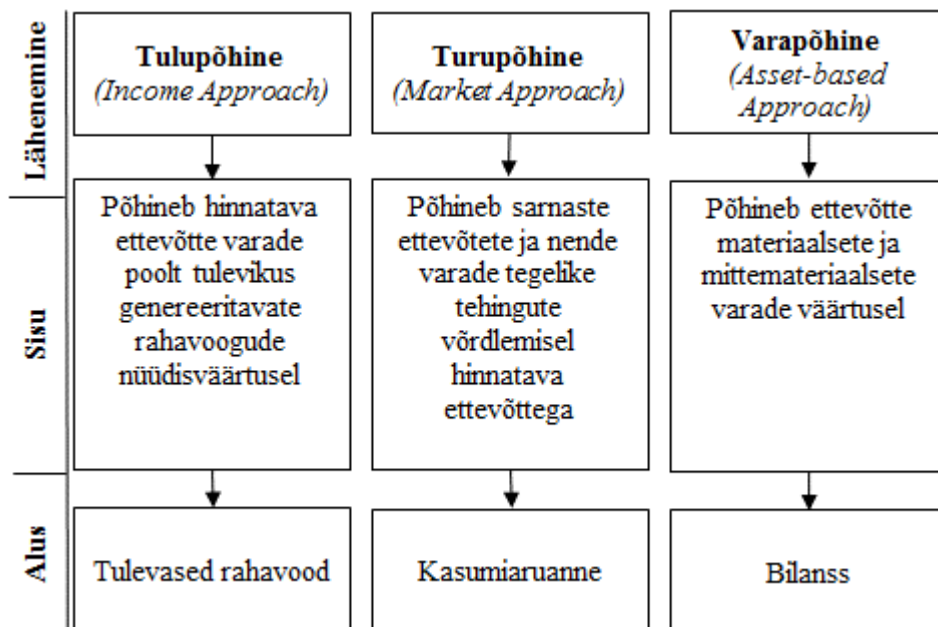 Lähenemine
Tulupõhine
(Income Approach)
Turupõhine
(Market Approach)
Varapõhine
(Asset-based
Approach)
Sisu
Põhineb hinnatava
ettevõtte varade
poolt tulevikus
genereeritavate
rahavoogude
nüüdisväärtusel
Põhineb sarnaste
ettevõtete ja nende
varade tegelike
tehingute
võrdlemisel
hinnatava
ettevõttega
Põhineb ettevõtte
materiaalsete ja
mittemateriaalsete
varade väärtusel
Alus
Tulevased rahavood
Kasumiaruanne
Bilanss